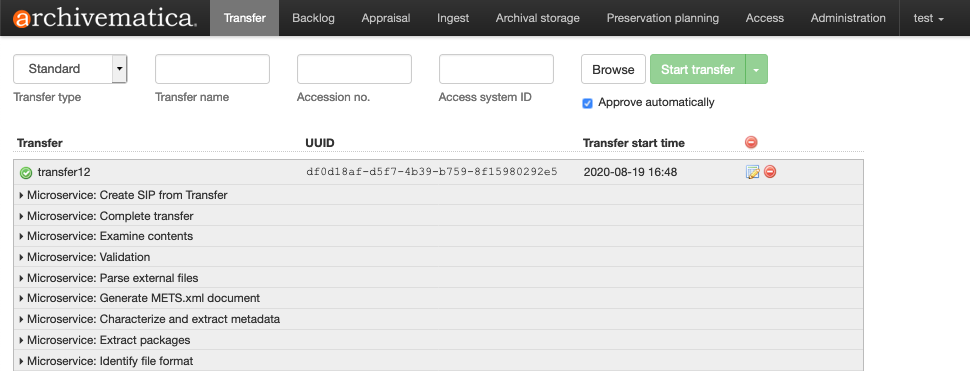 archivematica® Transfer Backlog Appraisal Ingest Archival storage Preservation planning Access Administration test
Standard Browse Start transfer
Transfer type Transfer name Accession no. Access system ID Approve automatically
Transfer UUID Transfer start time
transfer12 df0d18af-d5f7-4b39-b759-8f15980292e5 2020-08-19 16:48
Microservice: Create SIP from Transfer
Microservice: Complete transfer
Microservice: Examine contents
Microservice: Validation
Microservice: Parse external files
Microservice: Generate METS.xml document
Microservice: Characterize and extract metadata
Microservice: Extract packages
Microservice: Identify file format